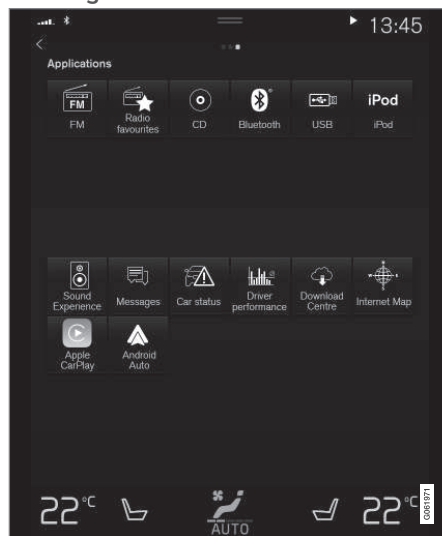 13:45
Applications
FM
iPod
FM
Radio
favourites
CD
Bluetooth
USB
iPod
Sound
Experience
Messages
Car status
Driver
performance
Download
Centre
Internet Map
Apple
CarPlay
Android
Auto
22°C
AUTO
22°C
G061971